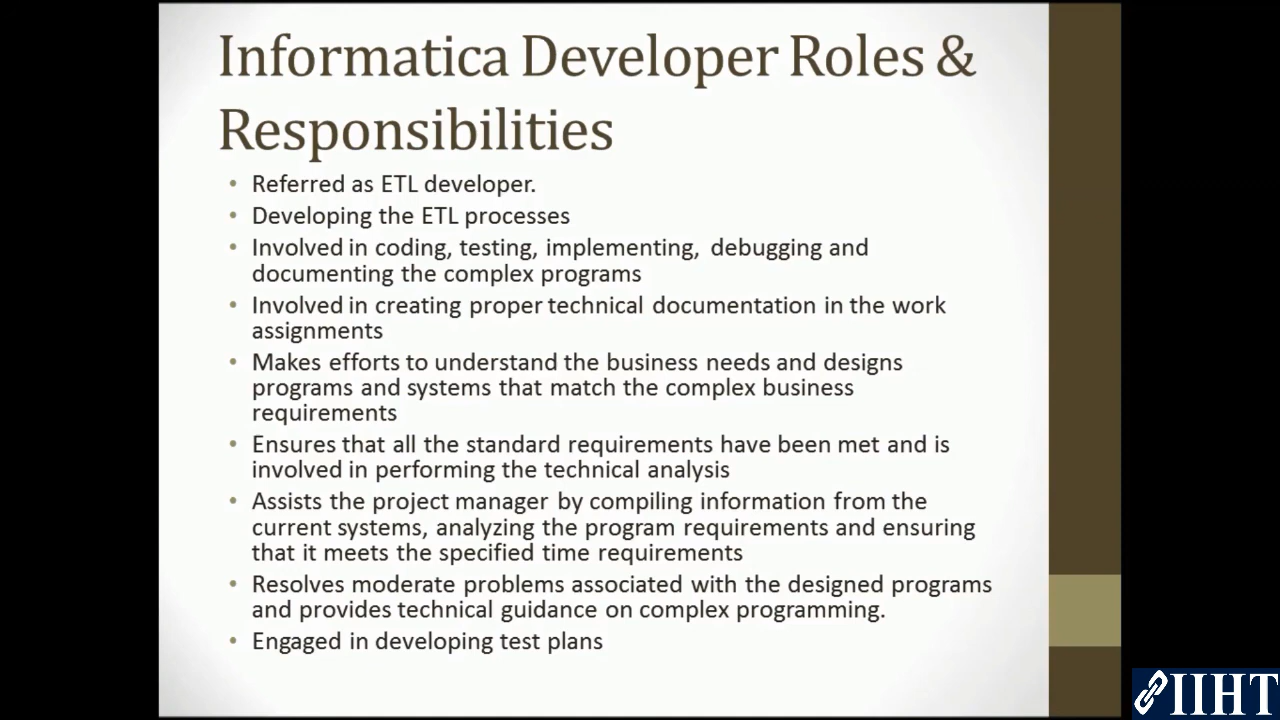 Informatica Developer Roles &
Responsibilities
• Referred as ETL developer.
• Developing the ETL processes
• Involved in coding, testing, implementing, debugging and
documenting the complex programs
• Involved in creating proper technical documentation in the work
assignments
• Makes efforts to understand the business needs and designs
programs and systems that match the complex business
requirements
• Ensures that all the standard requirements have been met and is
involved in performing the technical analysis
• Assists the project manager by compiling information from the
current systems, analyzing the program requirements and ensuring
that it meets the specified time requirements
• Resolves moderate problems associated with the designed programs
and provides technical guidance on complex programming.
• Engaged in developing test plans
IIHT